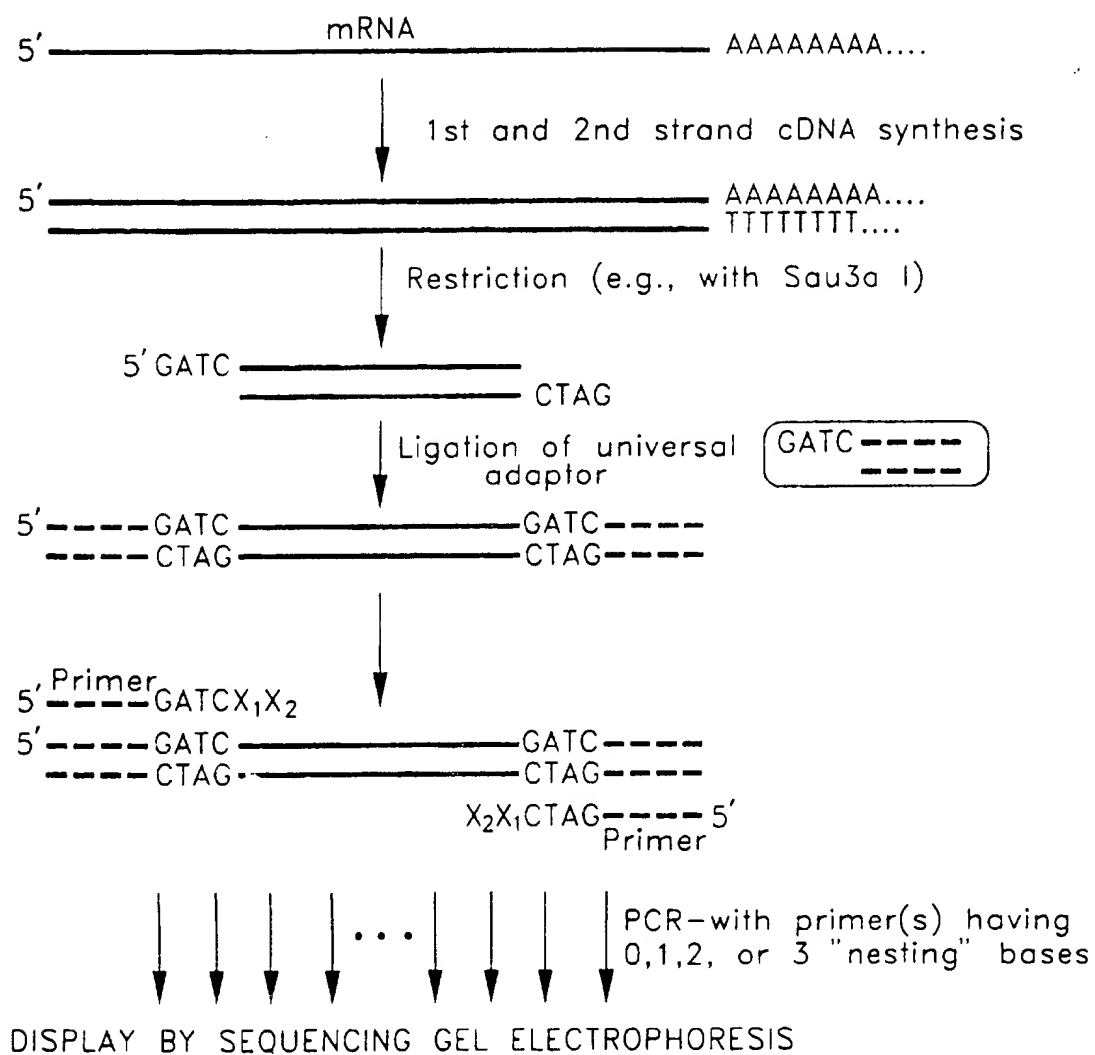 mRNA
5' AAAAAAAA....
1st and 2nd strand cDNA synthesis
5' AAAAAAAA....
TTTTTTTT....
Restriction (e.g., with Sau3a I)
5' GATC
CTAG
Ligation of universal adaptor
GATC
5' GATC GATC
CTAG CTAG
Primer
5' GATCX₁X₂
5' GATC GATC
CTAG CTAG
X₂X₁CTAG 5'
Primer
PCR-with primer(s) having
0,1,2, or 3 "nesting" bases
...
DISPLAY BY SEQUENCING GEL ELECTROPHORESIS